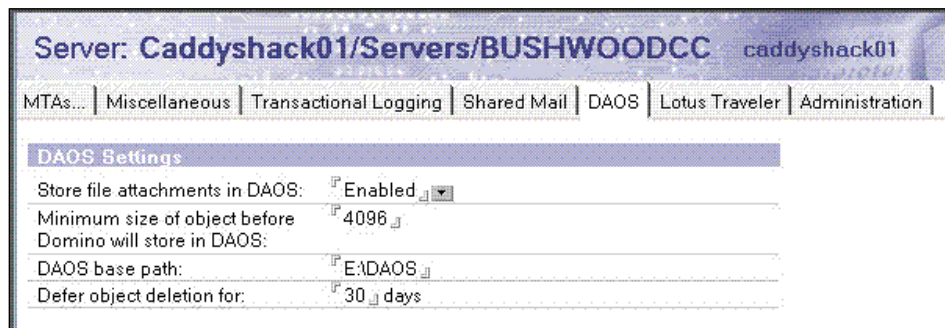 Server: Caddyshack01/Servers/BUSHWOODCC caddyshack01
MTAs... Miscellaneous Transactional Logging Shared Mail DAOS Lotus Traveler Administration
DAOS Settings
Store file attachments in DAOS: Enabled
Minimum size of object before 4096
Domino will store in DAOS:
DAOS base path: E:\DAOS
Defer object deletion for: 30 days